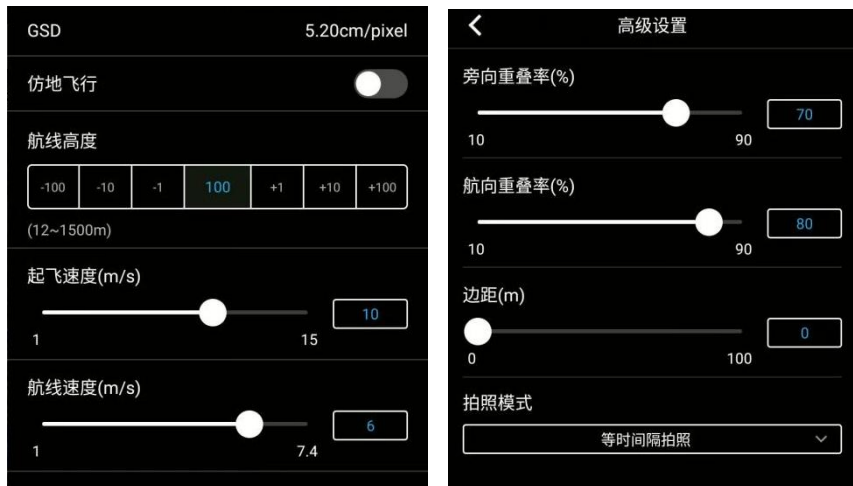 GSD 5.20cm/pixel
仿地飞行
航线高度
-100 -10 -1 100 +1 +10 +100
(12~1500m)
起飞速度(m/s)
10
1 15
航线速度(m/s)
6
1 7.4
高级设置
旁向重叠率(%)
70
10 90
航向重叠率(%)
80
10 90
边距(m)
0
0 100
拍照模式
等时间隔拍照